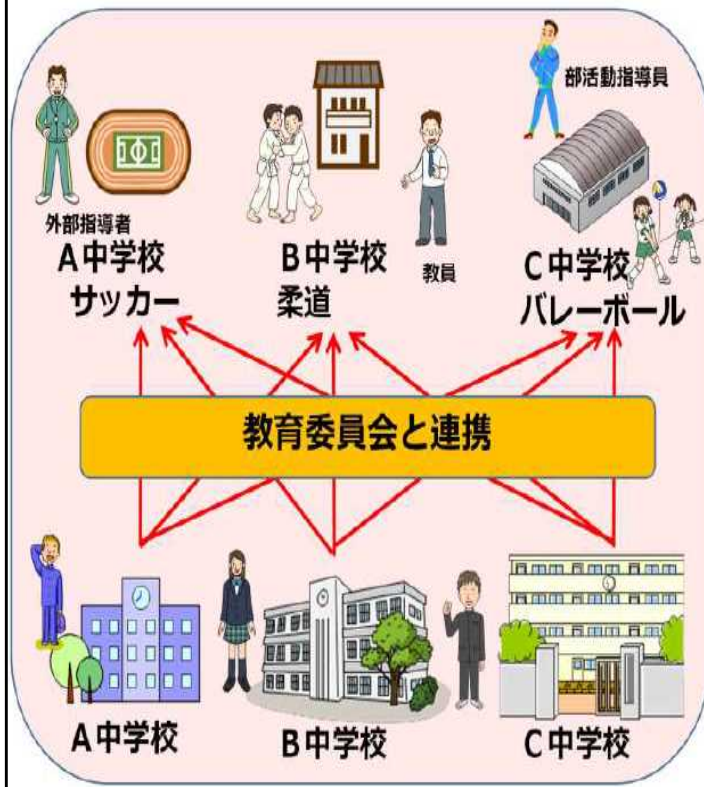 部活動指導員
外部指導者
A中学校
サッカー
B中学校
柔道
教員
C中学校
バレーボール
教育委員会と連携
A中学校
B中学校
C中学校